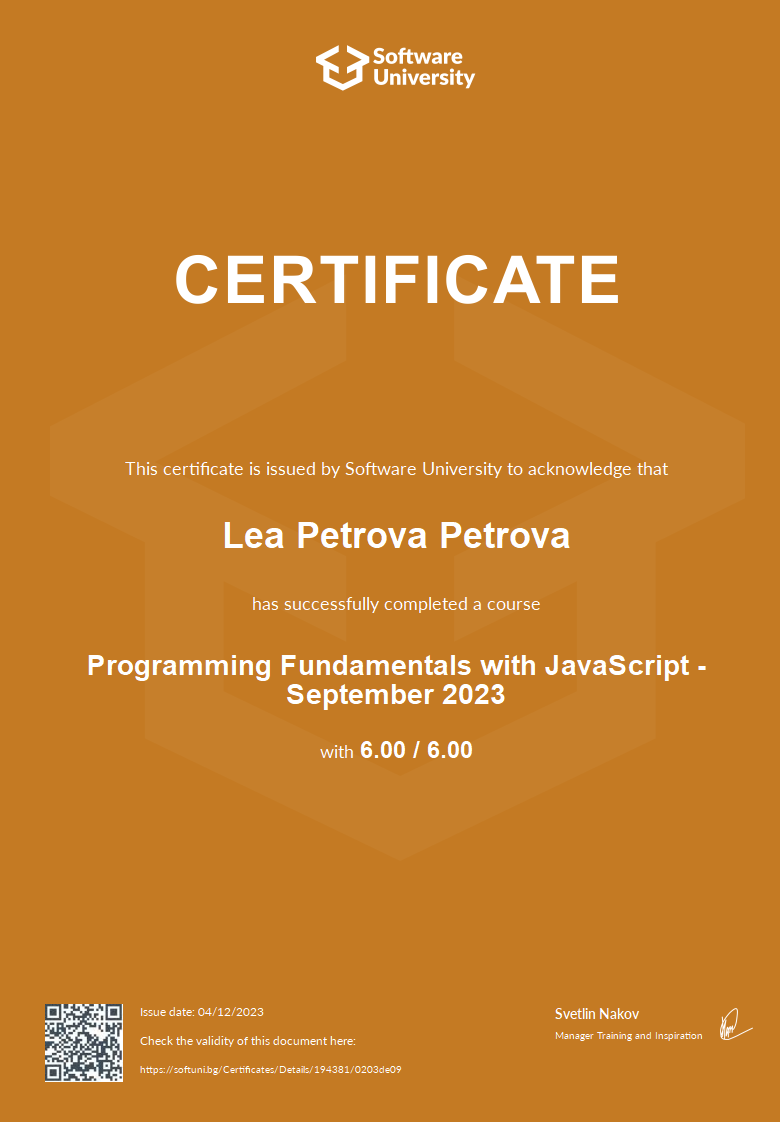 Software
University
CERTIFICATE
This certificate is issued by Software University to acknowledge that
Lea Petrova Petrova
has successfully completed a course
Programming Fundamentals with JavaScript -
September 2023
with 6.00 / 6.00
Issue date: 04/12/2023
Check the validity of this document here:
https://softuni.bg/Certificates/Details/194381/0203de09
Svetlin Nakov
Manager Training and Inspiration